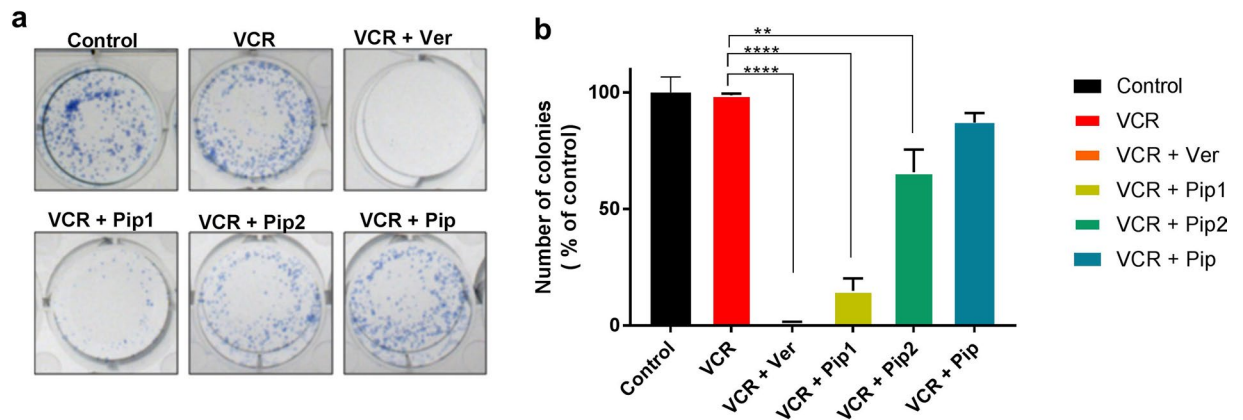 a
Control
VCR
VCR + Ver
VCR + Pip1
VCR + Pip2
VCR + Pip
b
**
****
****
Number of colonies
( % of control)
100
50
0
Control
VCR
VCR + Ver
VCR + Pip1
VCR + Pip2
VCR + Pip
Control
VCR
VCR + Ver
VCR + Pip1
VCR + Pip2
VCR + Pip